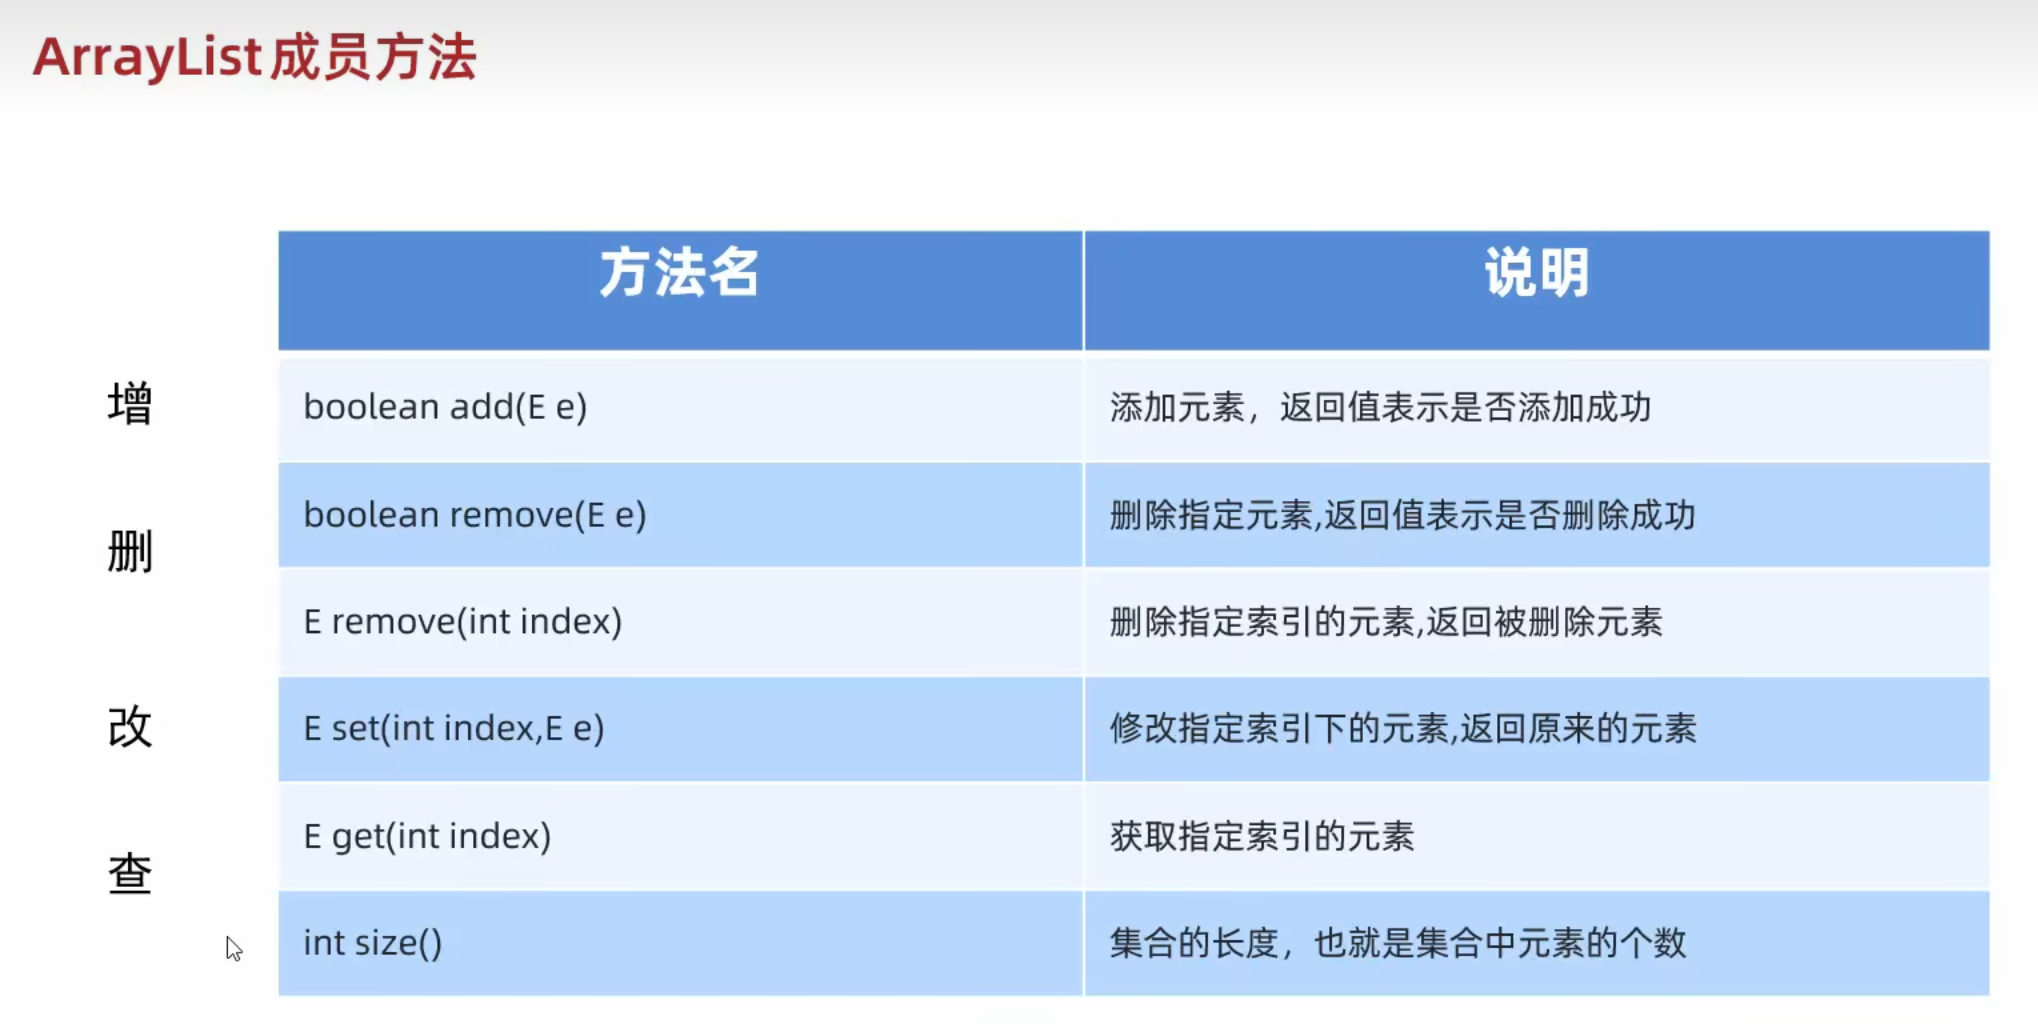 ArrayList成员方法
方法名 说明
增 boolean add(E e) 添加元素，返回值表示是否添加成功
boolean remove(E e) 删除指定元素,返回值表示是否删除成功
删
E remove(int index) 删除指定索引的元素,返回被删除元素
改 E set(int index,E e) 修改指定索引下的元素,返回原来的元素
E get(int index) 获取指定索引的元素
查
int size() 集合的长度，也就是集合中元素的个数